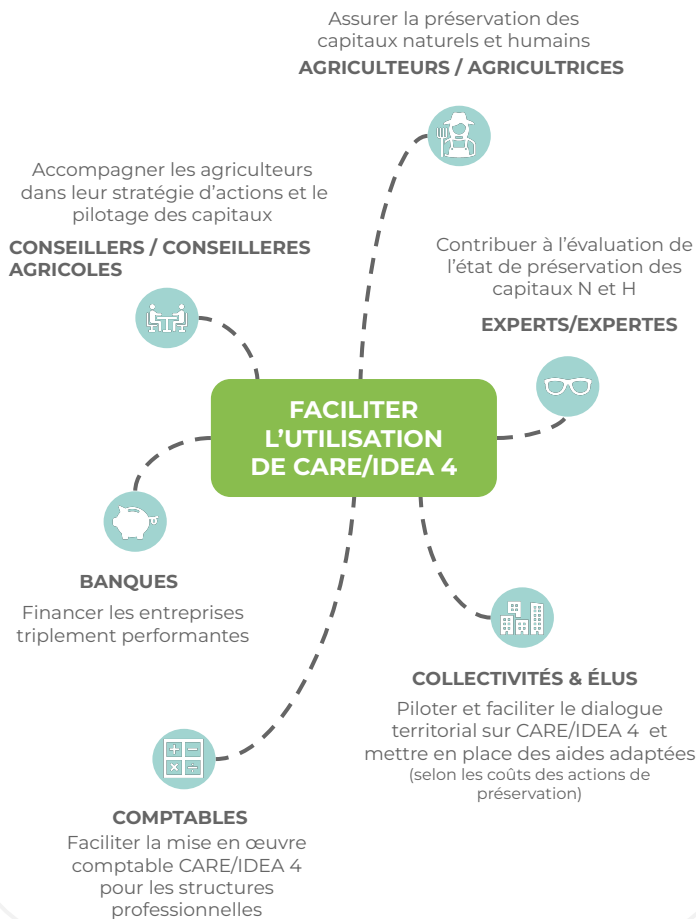 Assurer la préservation des
capitaux naturels et humains
AGRICULTEURS / AGRICULTRICES
Accompagner les agriculteurs
dans leur stratégie d'actions et le
pilotage des capitaux
CONSEILLERS / CONSEILLERES
AGRICOLES
Contribuer à l'évaluation de
l'état de préservation des
capitaux N et H
EXPERTS/EXPERTES
FACILITER
L'UTILISATION
DE CARE/IDEA 4
BANQUES
Financer les entreprises
triplement performantes
COLLECTIVITÉS & ÉLUS
Piloter et faciliter le dialogue
territorial sur CARE/IDEA 4 et
mettre en place des aides adaptées
(selon les coûts des actions de
préservation)
COMPTABLES
Faciliter la mise en œuvre
comptable CARE/IDEA 4
pour les structures
professionnelles